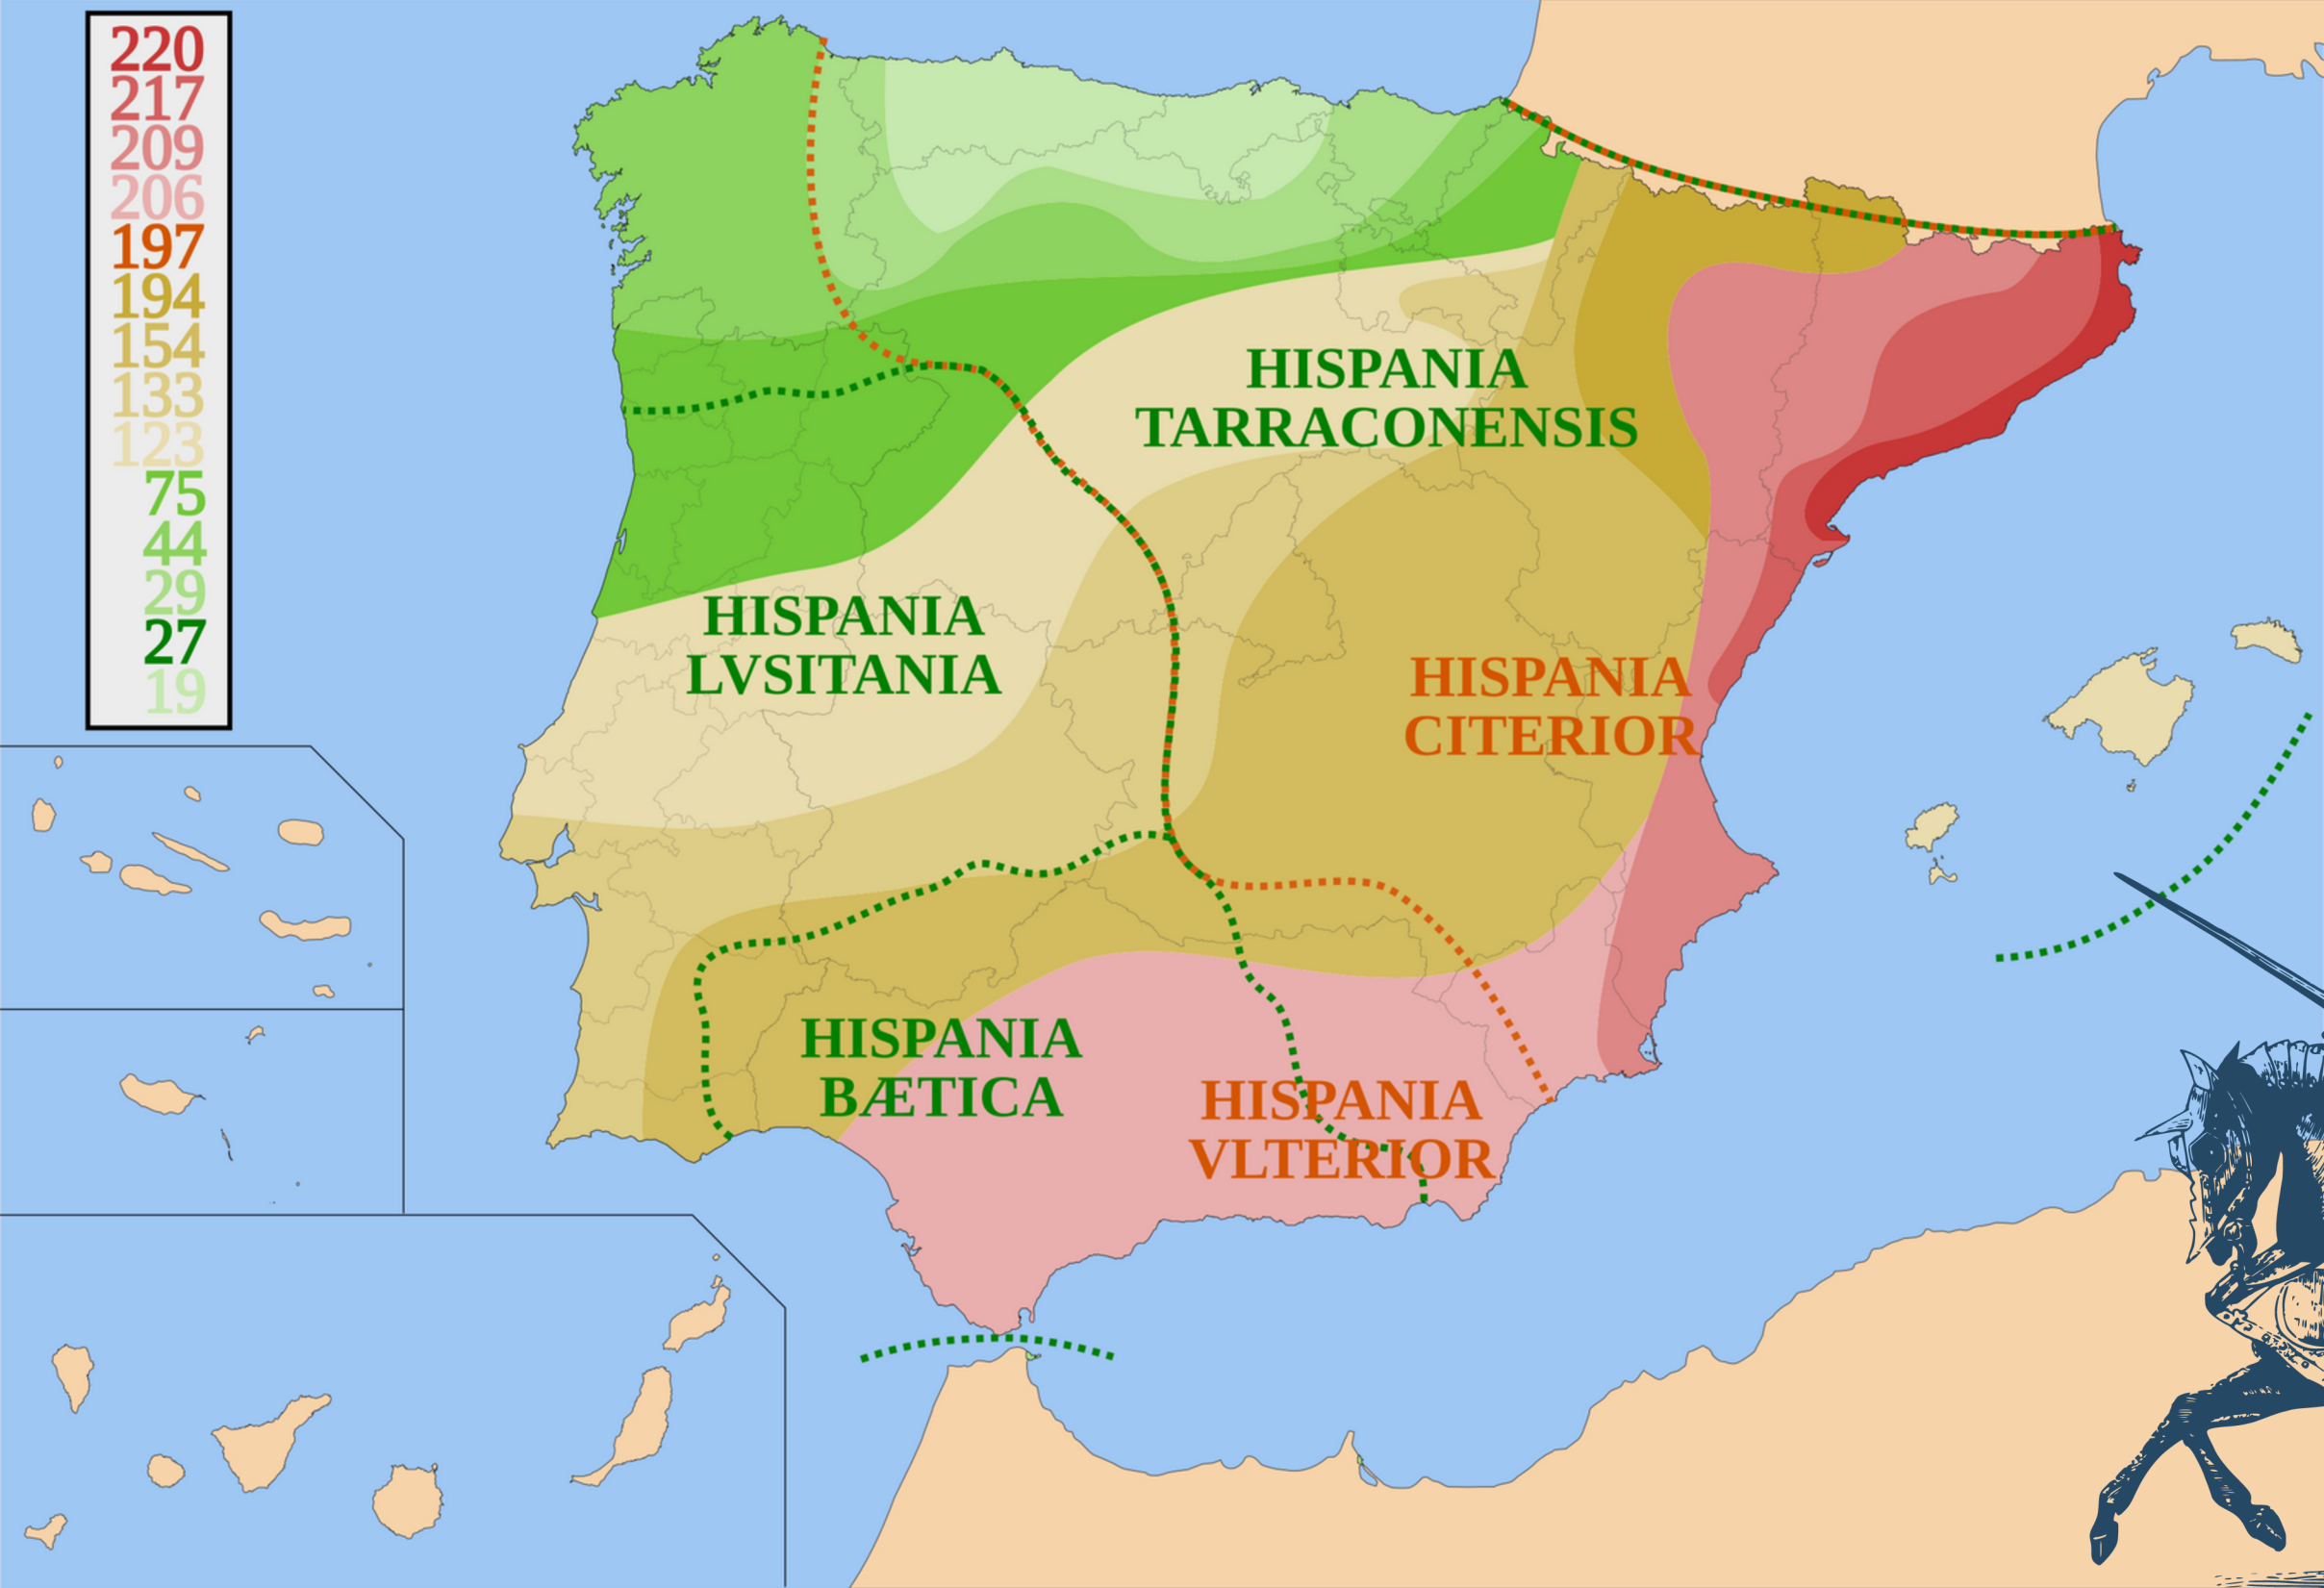 220
217
209
206
197
194
154
133
123
75
44
29
27
19
HISPANIA
TARRACONENSIS
HISPANIA
LVSITANIA
HISPANIA
CITERIOR
HISPANIA
BÆTICA
HISPANIA
VLTERIOR